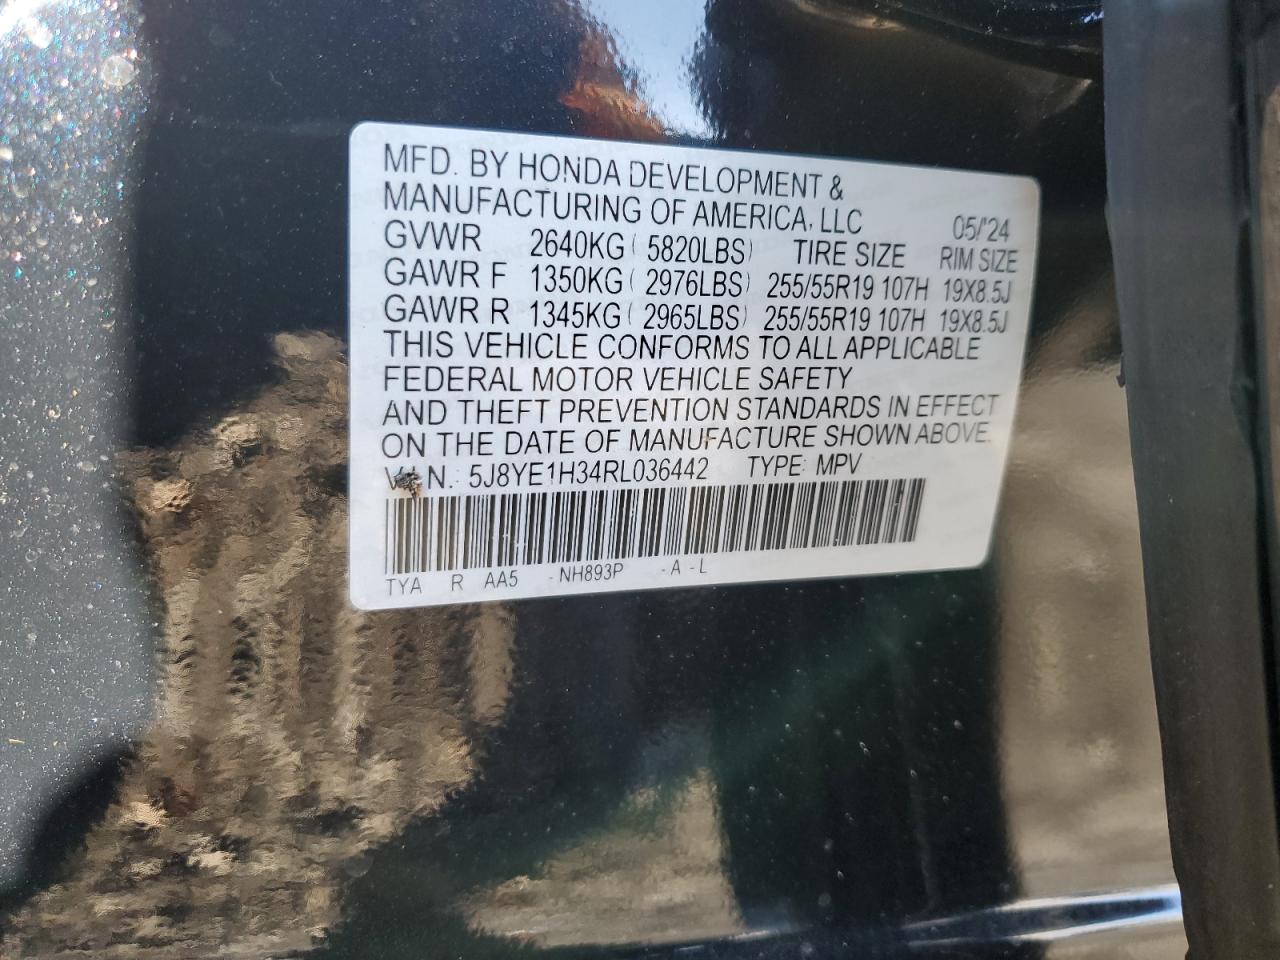 MFD. BY HONDA DEVELOPMENT &
MANUFACTURING OF AMERICA, LLC 05/'24
GVWR 2640KG ( 5820LBS) TIRE SIZE RIM SIZE
GAWR F 1350KG ( 2976LBS) 255/55R19 107H 19X8.5J
GAWR R 1345KG ( 2965LBS) 255/55R19 107H 19X8.5J
THIS VEHICLE CONFORMS TO ALL APPLICABLE
FEDERAL MOTOR VEHICLE SAFETY
AND THEFT PREVENTION STANDARDS IN EFFECT
ON THE DATE OF MANUFACTURE SHOWN ABOVE.
V.I.N.: 5J8YE1H34RL036442 TYPE: MPV
TYA R AA5 -NH893P -A -L